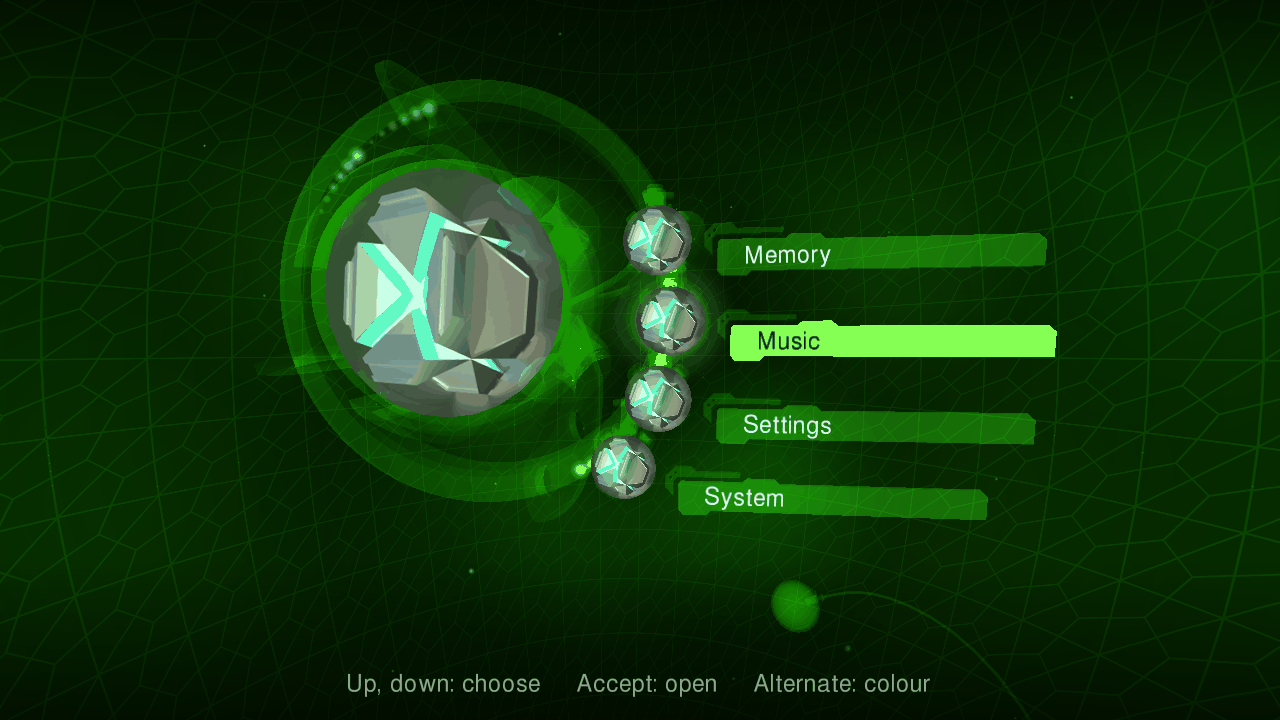 Memory
Music
Settings
System
Up, down: choose Accept: open Alternate: colour